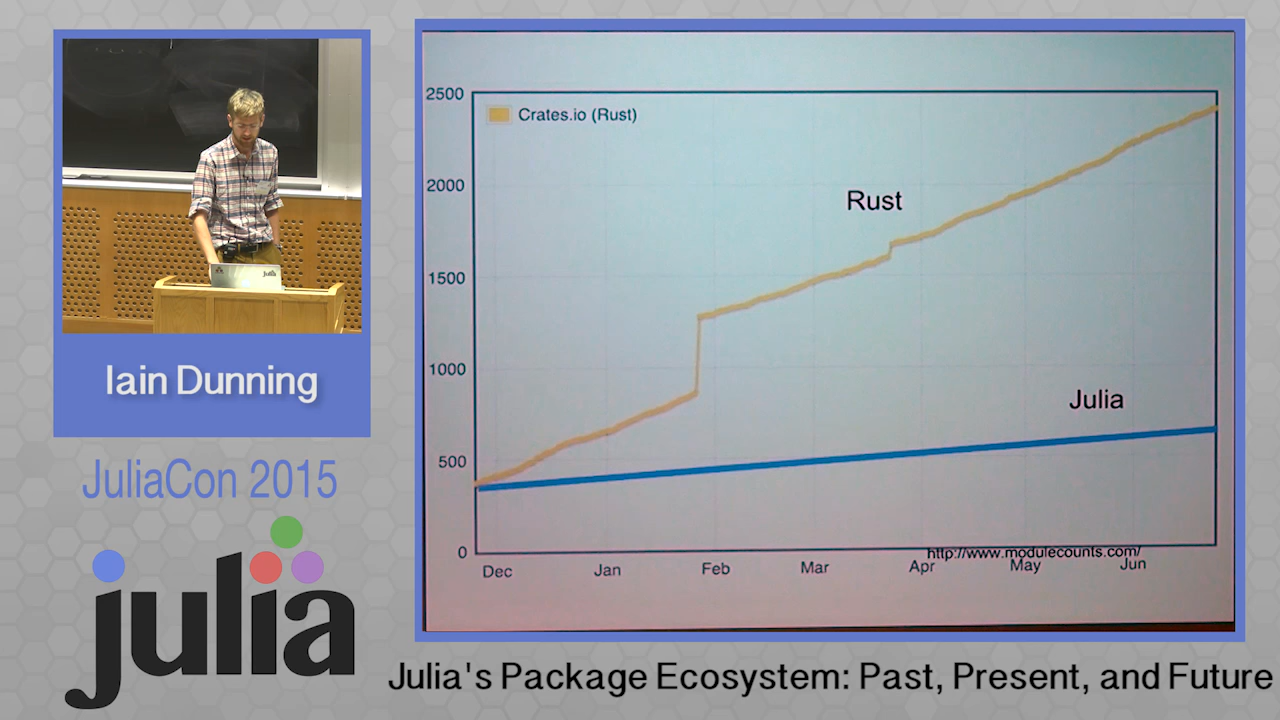 Iain Dunning
JuliaCon 2015
julia
Julia
2500
2000
1500
1000
500
0
Crates.io (Rust)
Rust
Julia
http://www.modulecounts.com/
Dec Jan Feb Mar Apr May Jun
Julia's Package Ecosystem: Past, Present, and Future